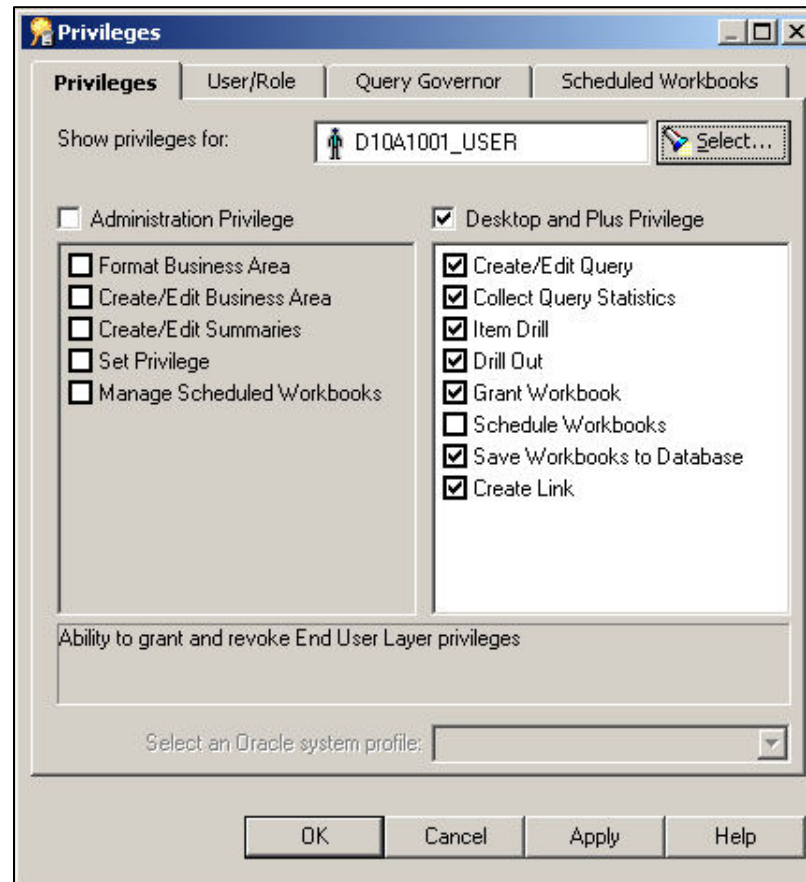 Privileges
Privileges User/Role Query Governor Scheduled Workbooks
Show privileges for: D10A1001_USER Select...
Administration Privilege
Format Business Area
Create/Edit Business Area
Create/Edit Summaries
Set Privilege
Manage Scheduled Workbooks
Desktop and Plus Privilege
Create/Edit Query
Collect Query Statistics
Item Drill
Drill Out
Grant Workbook
Schedule Workbooks
Save Workbooks to Database
Create Link
Ability to grant and revoke End User Layer privileges
Select an Oracle system profile:
OK Cancel Apply Help